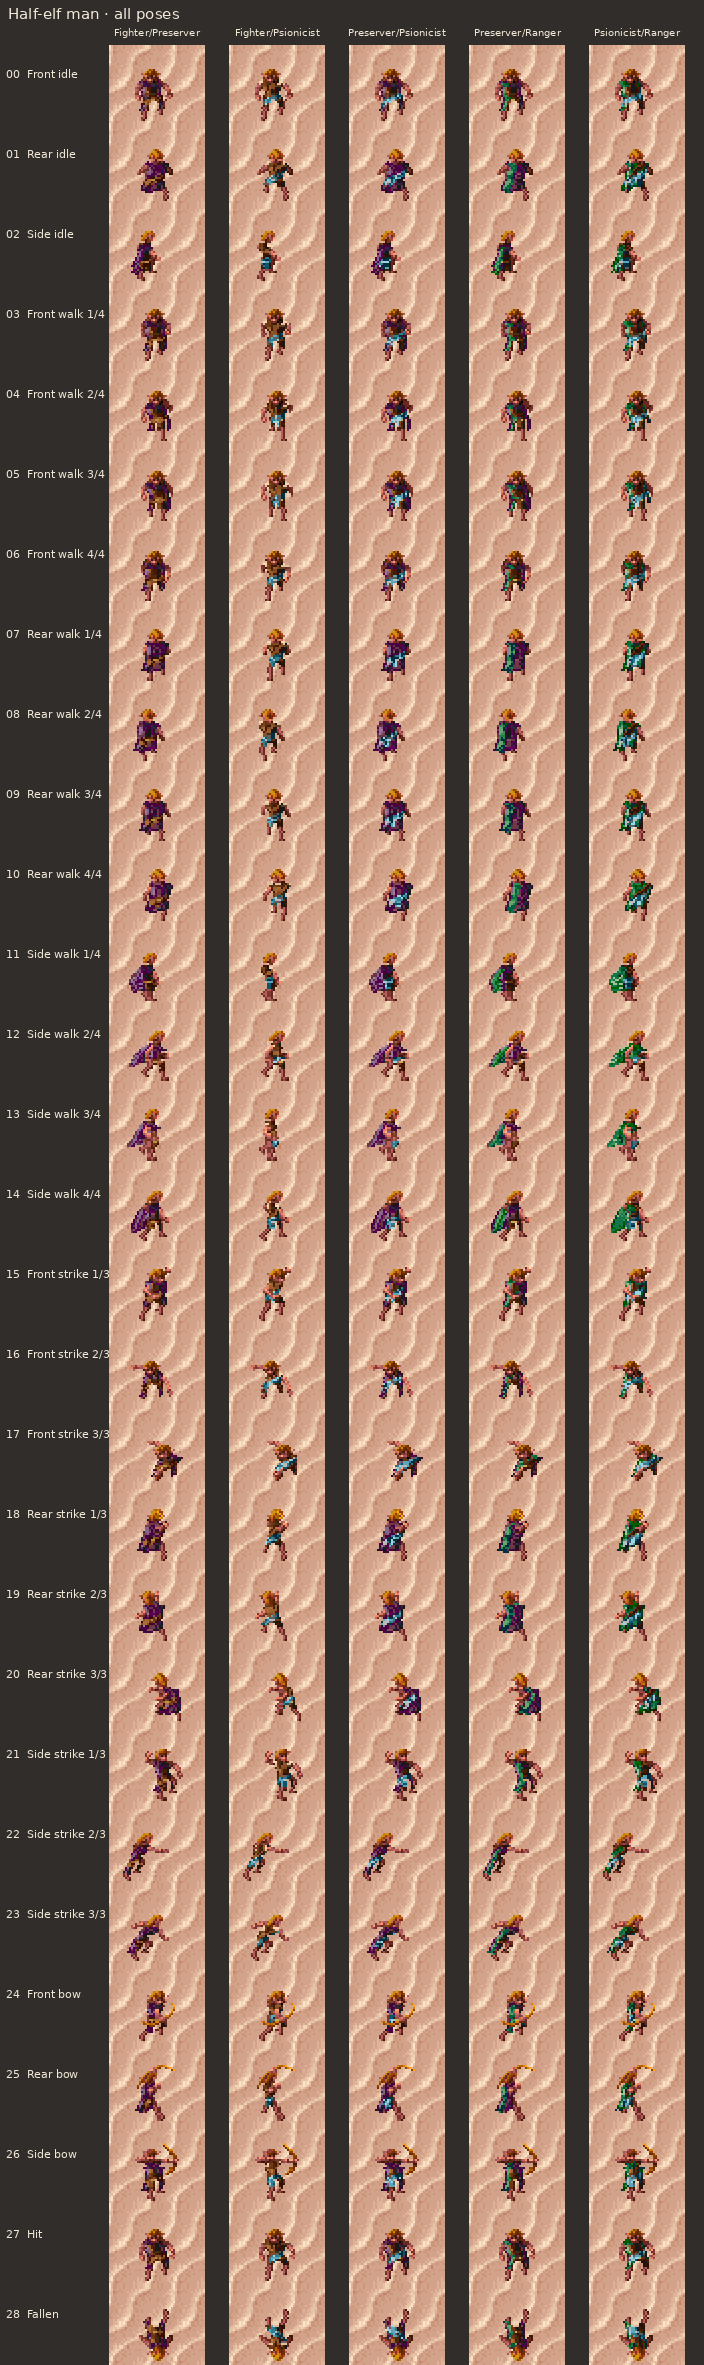 Half-elf man · all poses
Fighter/Preserver Fighter/Psionicist Preserver/Psionicist Preserver/Ranger Psionicist/Ranger
00 Front idle
01 Rear idle
02 Side idle
03 Front walk 1/4
04 Front walk 2/4
05 Front walk 3/4
06 Front walk 4/4
07 Rear walk 1/4
08 Rear walk 2/4
09 Rear walk 3/4
10 Rear walk 4/4
11 Side walk 1/4
12 Side walk 2/4
13 Side walk 3/4
14 Side walk 4/4
15 Front strike 1/3
16 Front strike 2/3
17 Front strike 3/3
18 Rear strike 1/3
19 Rear strike 2/3
20 Rear strike 3/3
21 Side strike 1/3
22 Side strike 2/3
23 Side strike 3/3
24 Front bow
25 Rear bow
26 Side bow
27 Hit
28 Fallen